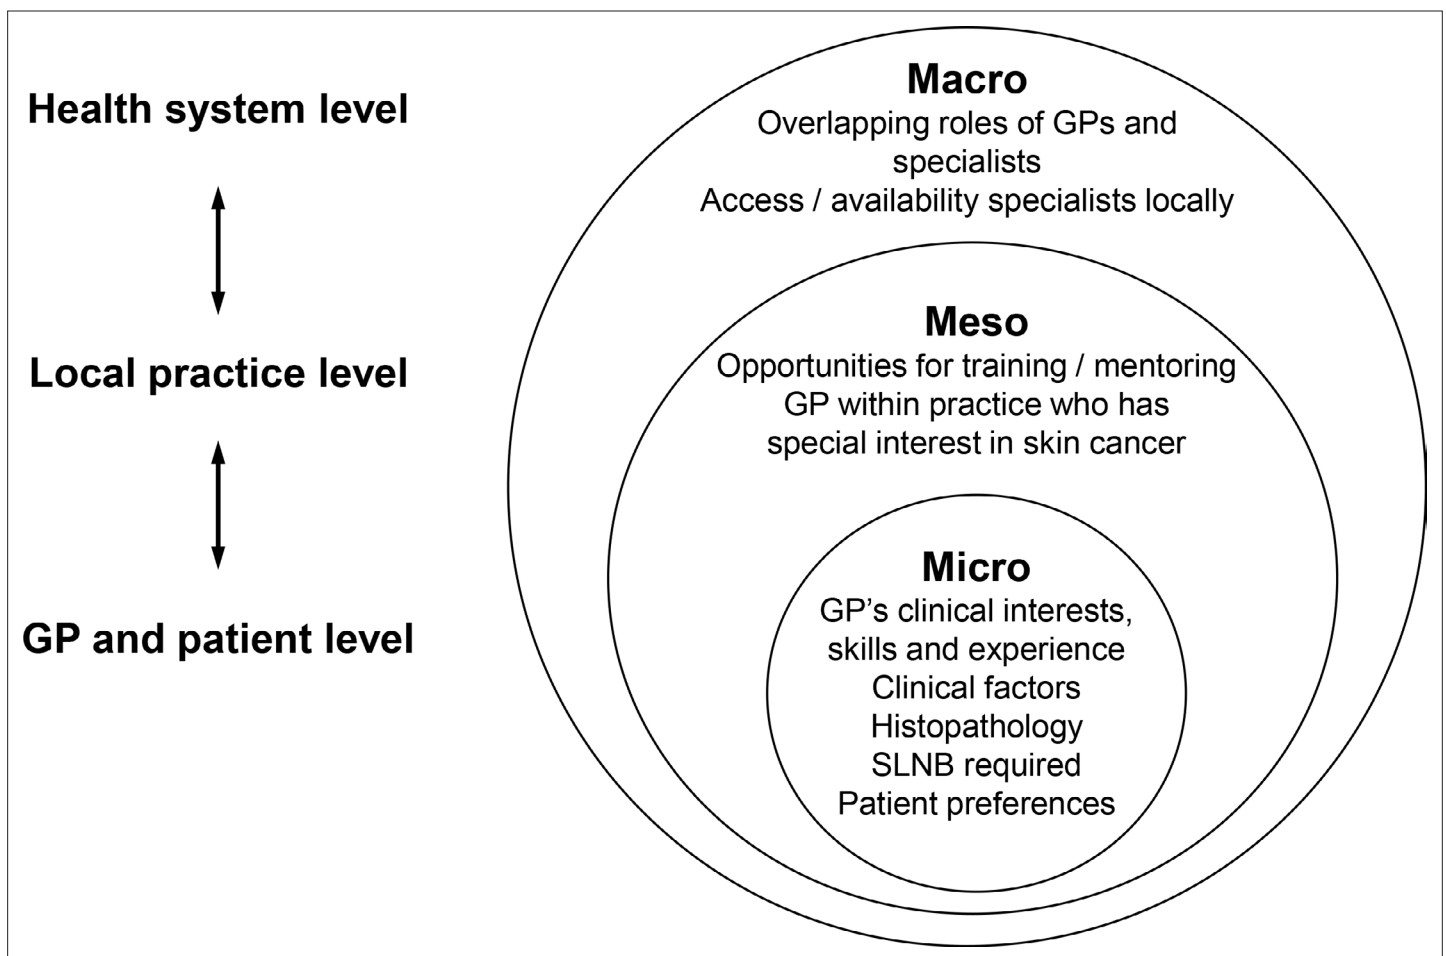 Health system level
Local practice level
GP and patient level
Macro
Overlapping roles of GPs and
specialists
Access / availability specialists locally
Meso
Opportunities for training / mentoring
GP within practice who has
special interest in skin cancer
Micro
GP’s clinical interests,
skills and experience
Clinical factors
Histopathology
SLNB required
Patient preferences